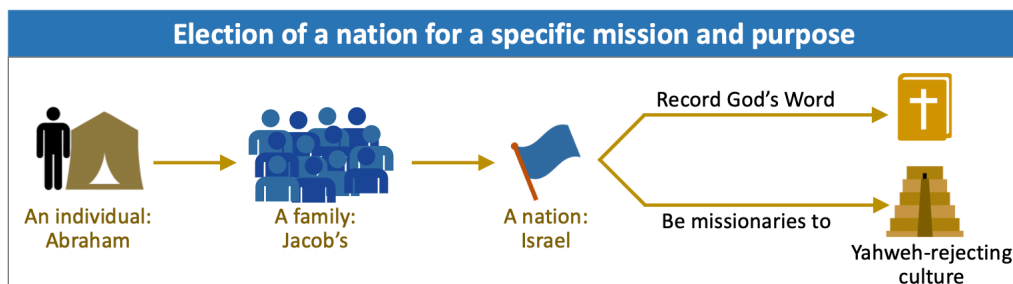 Election of a nation for a specific mission and purpose
Record God’s Word
An individual:
Abraham
A family:
Jacob’s
A nation:
Israel
Be missionaries to
Yahweh-rejecting
culture